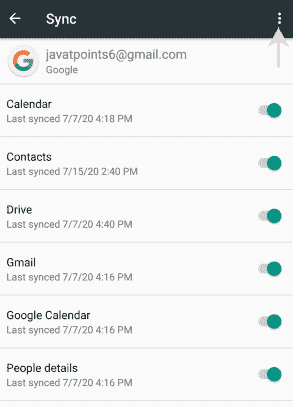 Sync
javatpoints6@gmail.com
Google
Calendar
Last synced 7/7/20 4:18 PM
Contacts
Last synced 7/15/20 2:40 PM
Drive
Last synced 7/7/20 4:40 PM
Gmail
Last synced 7/7/20 4:16 PM
Google Calendar
Last synced 7/7/20 4:16 PM
People details
Last synced 7/7/20 4:16 PM